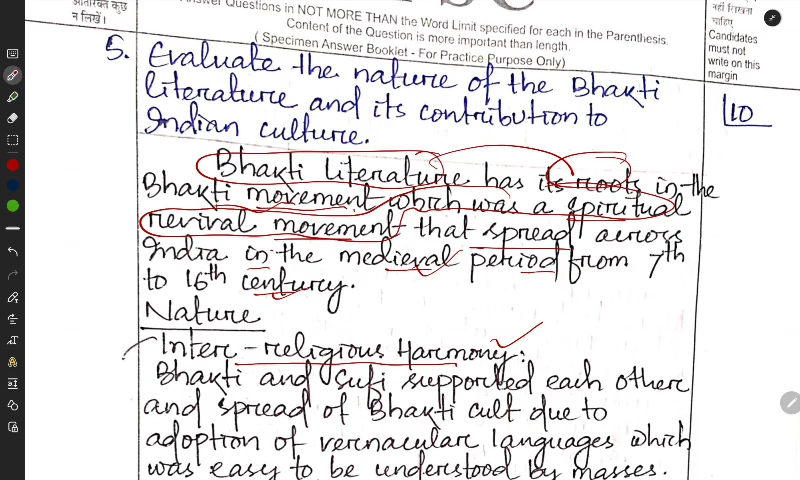 अतिरिक्त कुछ
न लिखें।
Answer Questions in NOT MORE THAN the Word Limit specified for each in the Parenthesis.
Content of the Question is more important than length.
( Specimen Answer Booklet - For Practice Purpose Only)
नहीं लिखना
चाहिए
Candidates
must not
write on this
margin
5. Evaluate the nature of the Bhakti
literature and its contribution to
Indian culture.
10
Bhakti literature has its roots in the
Bhakti movement which was a spiritual
revival movement that spread across
India in the medieval period from 7th
to 16th century.
Nature
Inter-religious Harmony:
Bhakti and Sufi supported each other
and spread of Bhakti cult due to
adoption of vernacular languages which
was easy to be understood by masses.